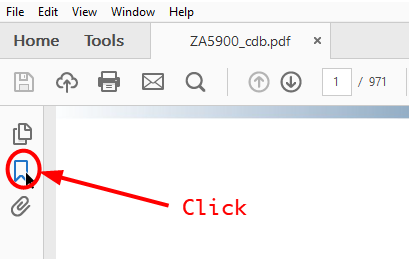 File Edit View Window Help
Home Tools ZA5900_cdb.pdf ×
1 / 971
Click